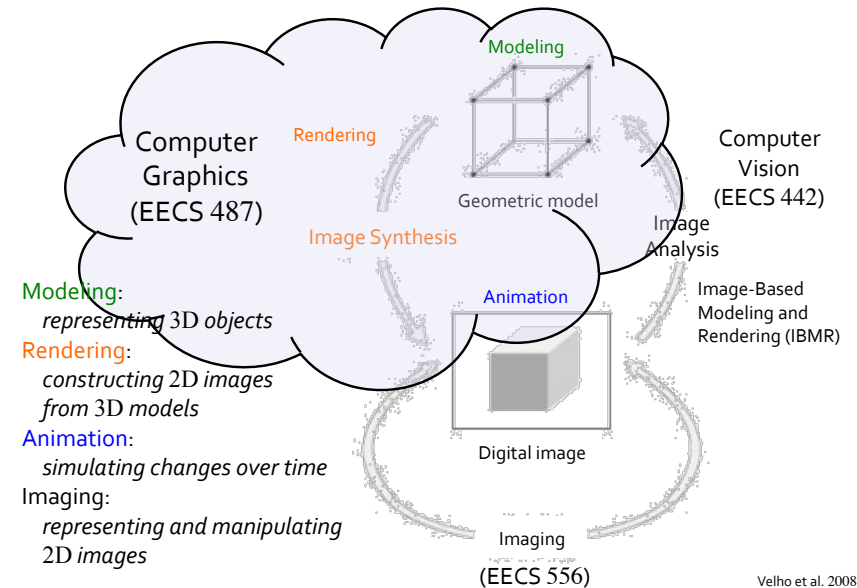 Modeling
Rendering
Computer
Graphics
(EECS 487)
Geometric model
Computer
Vision
(EECS 442)
Image Synthesis
Image
Analysis
Animation
Image-Based
Modeling and
Rendering (IBMR)
Modeling:
representing 3D objects
Rendering:
constructing 2D images
from 3D models
Animation:
simulating changes over time
Imaging:
representing and manipulating
2D images
Digital image
Imaging
(EECS 556)
Velho et al. 2008